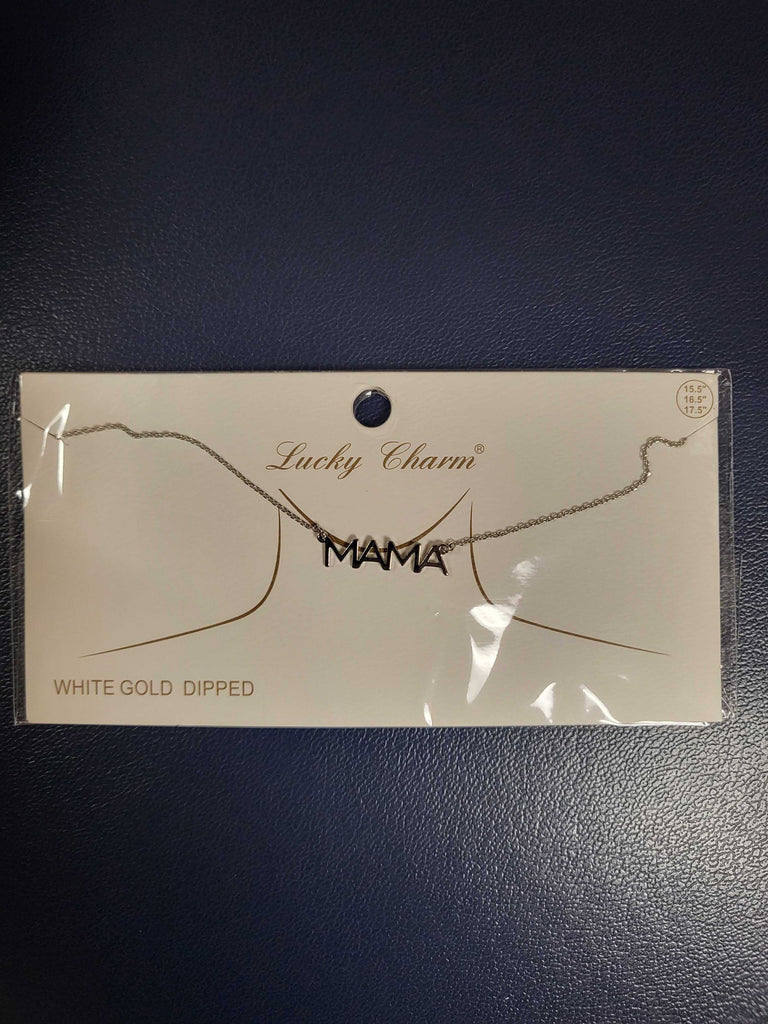 15.5"
16.5"
17.5"
Lucky Charm®
MAMA
WHITE GOLD DIPPED